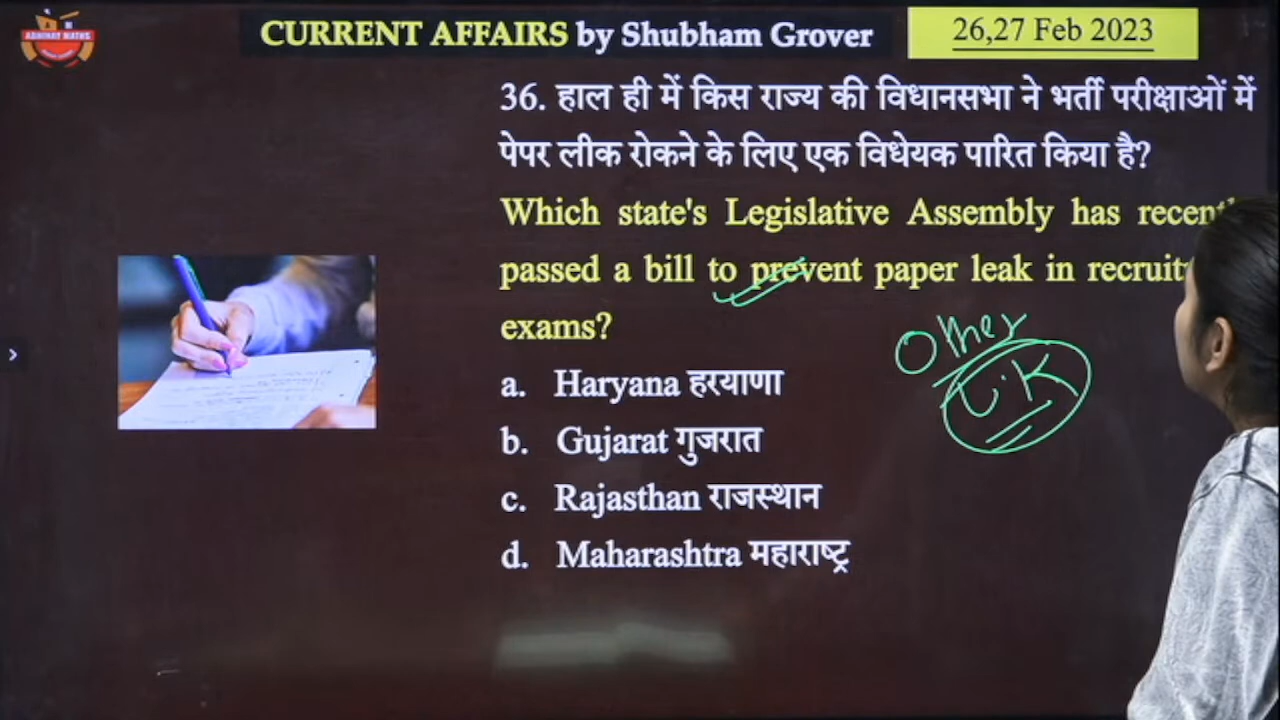 ABHINAY MATHS
CURRENT AFFAIRS by Shubham Grover
26,27 Feb 2023
36. हाल ही में किस राज्य की विधानसभा ने भर्ती परीक्षाओं में
पेपर लीक रोकने के लिए एक विधेयक पारित किया है?
Which state's Legislative Assembly has
passed a bill to prevent paper leak in
exams?
Other
U.K
a. Haryana हरयाणा
b. Gujarat गुजरात
c. Rajasthan राजस्थान
d. Maharashtra महाराष्ट्र